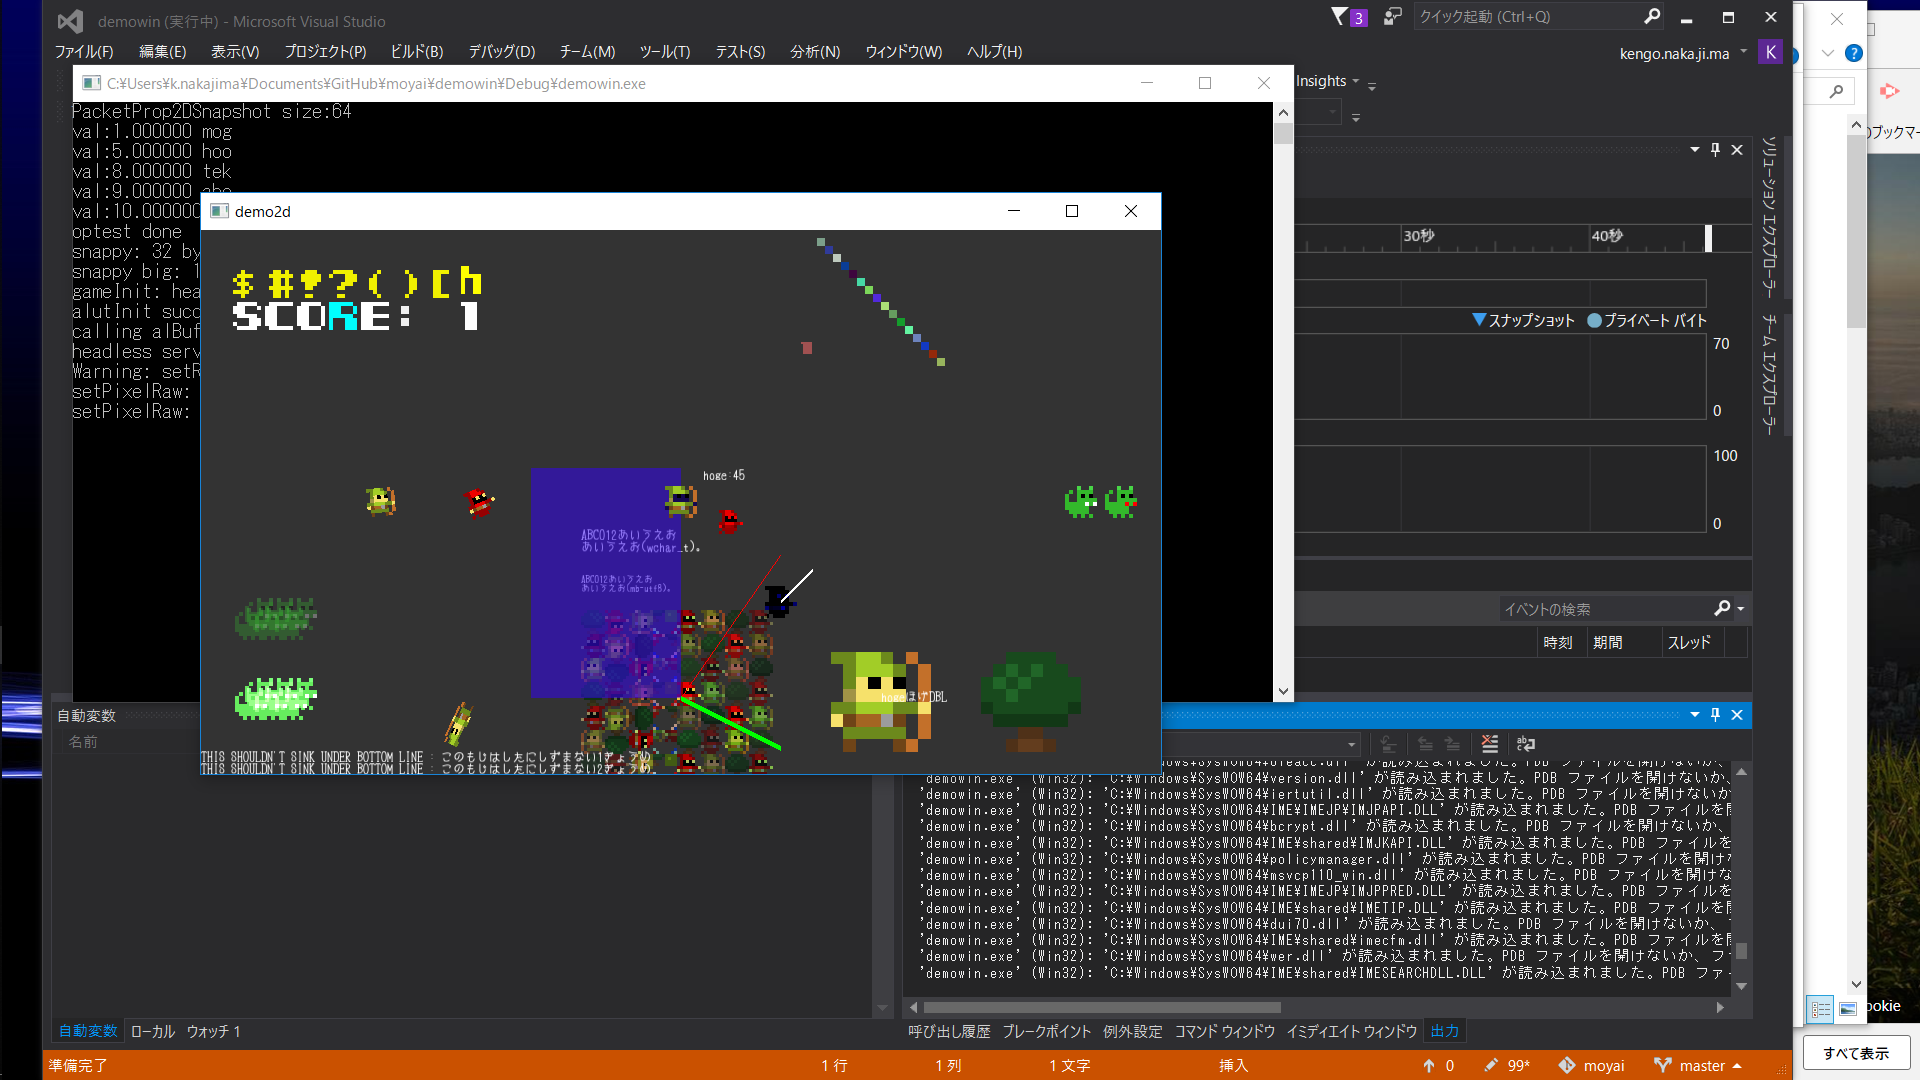 demowin (実行中) - Microsoft Visual Studio
3
クイック起動 (Ctrl+Q)
ファイル(F) 編集(E) 表示(V) プロジェクト(P) ビルド(B) デバッグ(D) チーム(M) ツール(T) テスト(S) 分析(N) ウィンドウ(W) ヘルプ(H)
kengo.naka.ji.ma
K
C:¥Users¥k.nakajima¥Documents¥GitHub¥moyai¥demowin¥Debug¥demowin.exe
Insights
PacketProp2DSnapshot size:64
val:1.000000 mog
val:5.000000 hoo
val:8.000000 tek
val:9.000000
val:10.000000
optest done
snappy: 32 by
snappy big: 1
gameInit: hea
alutInit succ
calling alBuf
headless serv
Warning: setR
setPixelRaw:
setPixelRaw:
demo2d
$#!?()[h
SCORE: 1
hoge:45
ABC012あいうえお
あいうえお(wchar_t)。
ABC012あいうえお
あいうえお(mb-utf8)。
hogeほげDBL
THIS SHOULDN'T SINK UNDER BOTTOM LINE : このもじはしたにしずまない1ぎょうめ。
THIS SHOULDN'T SINK UNDER BOTTOM LINE : このもじはしたにしずまない2ぎょうめ。
ソリューション エクスプローラー
チーム エクスプローラー
30秒 40秒
スナップショット プライベート バイト
70
0
100
0
イベントの検索
時刻 期間 スレッド
ブックマー
自動変数
名前
'demowin.exe' (Win32): 'C:¥Windows¥SysWOW64¥version.dll' が読み込まれました。PDB ファイルを開けないか、
'demowin.exe' (Win32): 'C:¥Windows¥SysWOW64¥iertutil.dll' が読み込まれました。PDB ファイルを開けないか
'demowin.exe' (Win32): 'C:¥Windows¥SysWOW64¥IME¥IMEJP¥IMJPAPI.DLL' が読み込まれました。PDB ファイルを開
'demowin.exe' (Win32): 'C:¥Windows¥SysWOW64¥bcrypt.dll' が読み込まれました。PDB ファイルを開けないか、
'demowin.exe' (Win32): 'C:¥Windows¥SysWOW64¥IME¥shared¥IMJKAPI.DLL' が読み込まれました。PDB ファイルを
'demowin.exe' (Win32): 'C:¥Windows¥SysWOW64¥policymanager.dll' が読み込まれました。PDB ファイルを開けな
'demowin.exe' (Win32): 'C:¥Windows¥SysWOW64¥msvcp110_win.dll' が読み込まれました。PDB ファイルを開けな
'demowin.exe' (Win32): 'C:¥Windows¥SysWOW64¥IME¥IMEJP¥IMJPPRED.DLL' が読み込まれました。PDB ファイルを
'demowin.exe' (Win32): 'C:¥Windows¥SysWOW64¥IME¥shared¥IMETIP.DLL' が読み込まれました。PDB ファイルを開
'demowin.exe' (Win32): 'C:¥Windows¥SysWOW64¥dui70.dll' が読み込まれました。PDB ファイルを開けないか、
'demowin.exe' (Win32): 'C:¥Windows¥SysWOW64¥IME¥shared¥imecfm.dll' が読み込まれました。PDB ファイルを開
'demowin.exe' (Win32): 'C:¥Windows¥SysWOW64¥wer.dll' が読み込まれました。PDB ファイルを開けないか、フ
'demowin.exe' (Win32): 'C:¥Windows¥SysWOW64¥IME¥shared¥IMESEARCHDLL.DLL' が読み込まれました。PDB ファ
自動変数 ローカル ウォッチ 1
呼び出し履歴 ブレークポイント 例外設定 コマンド ウィンドウ イミディエイト ウィンドウ 出力
ookie
すべて表示
準備完了 1 行 1 列 1 文字 挿入 0 99* moyai master